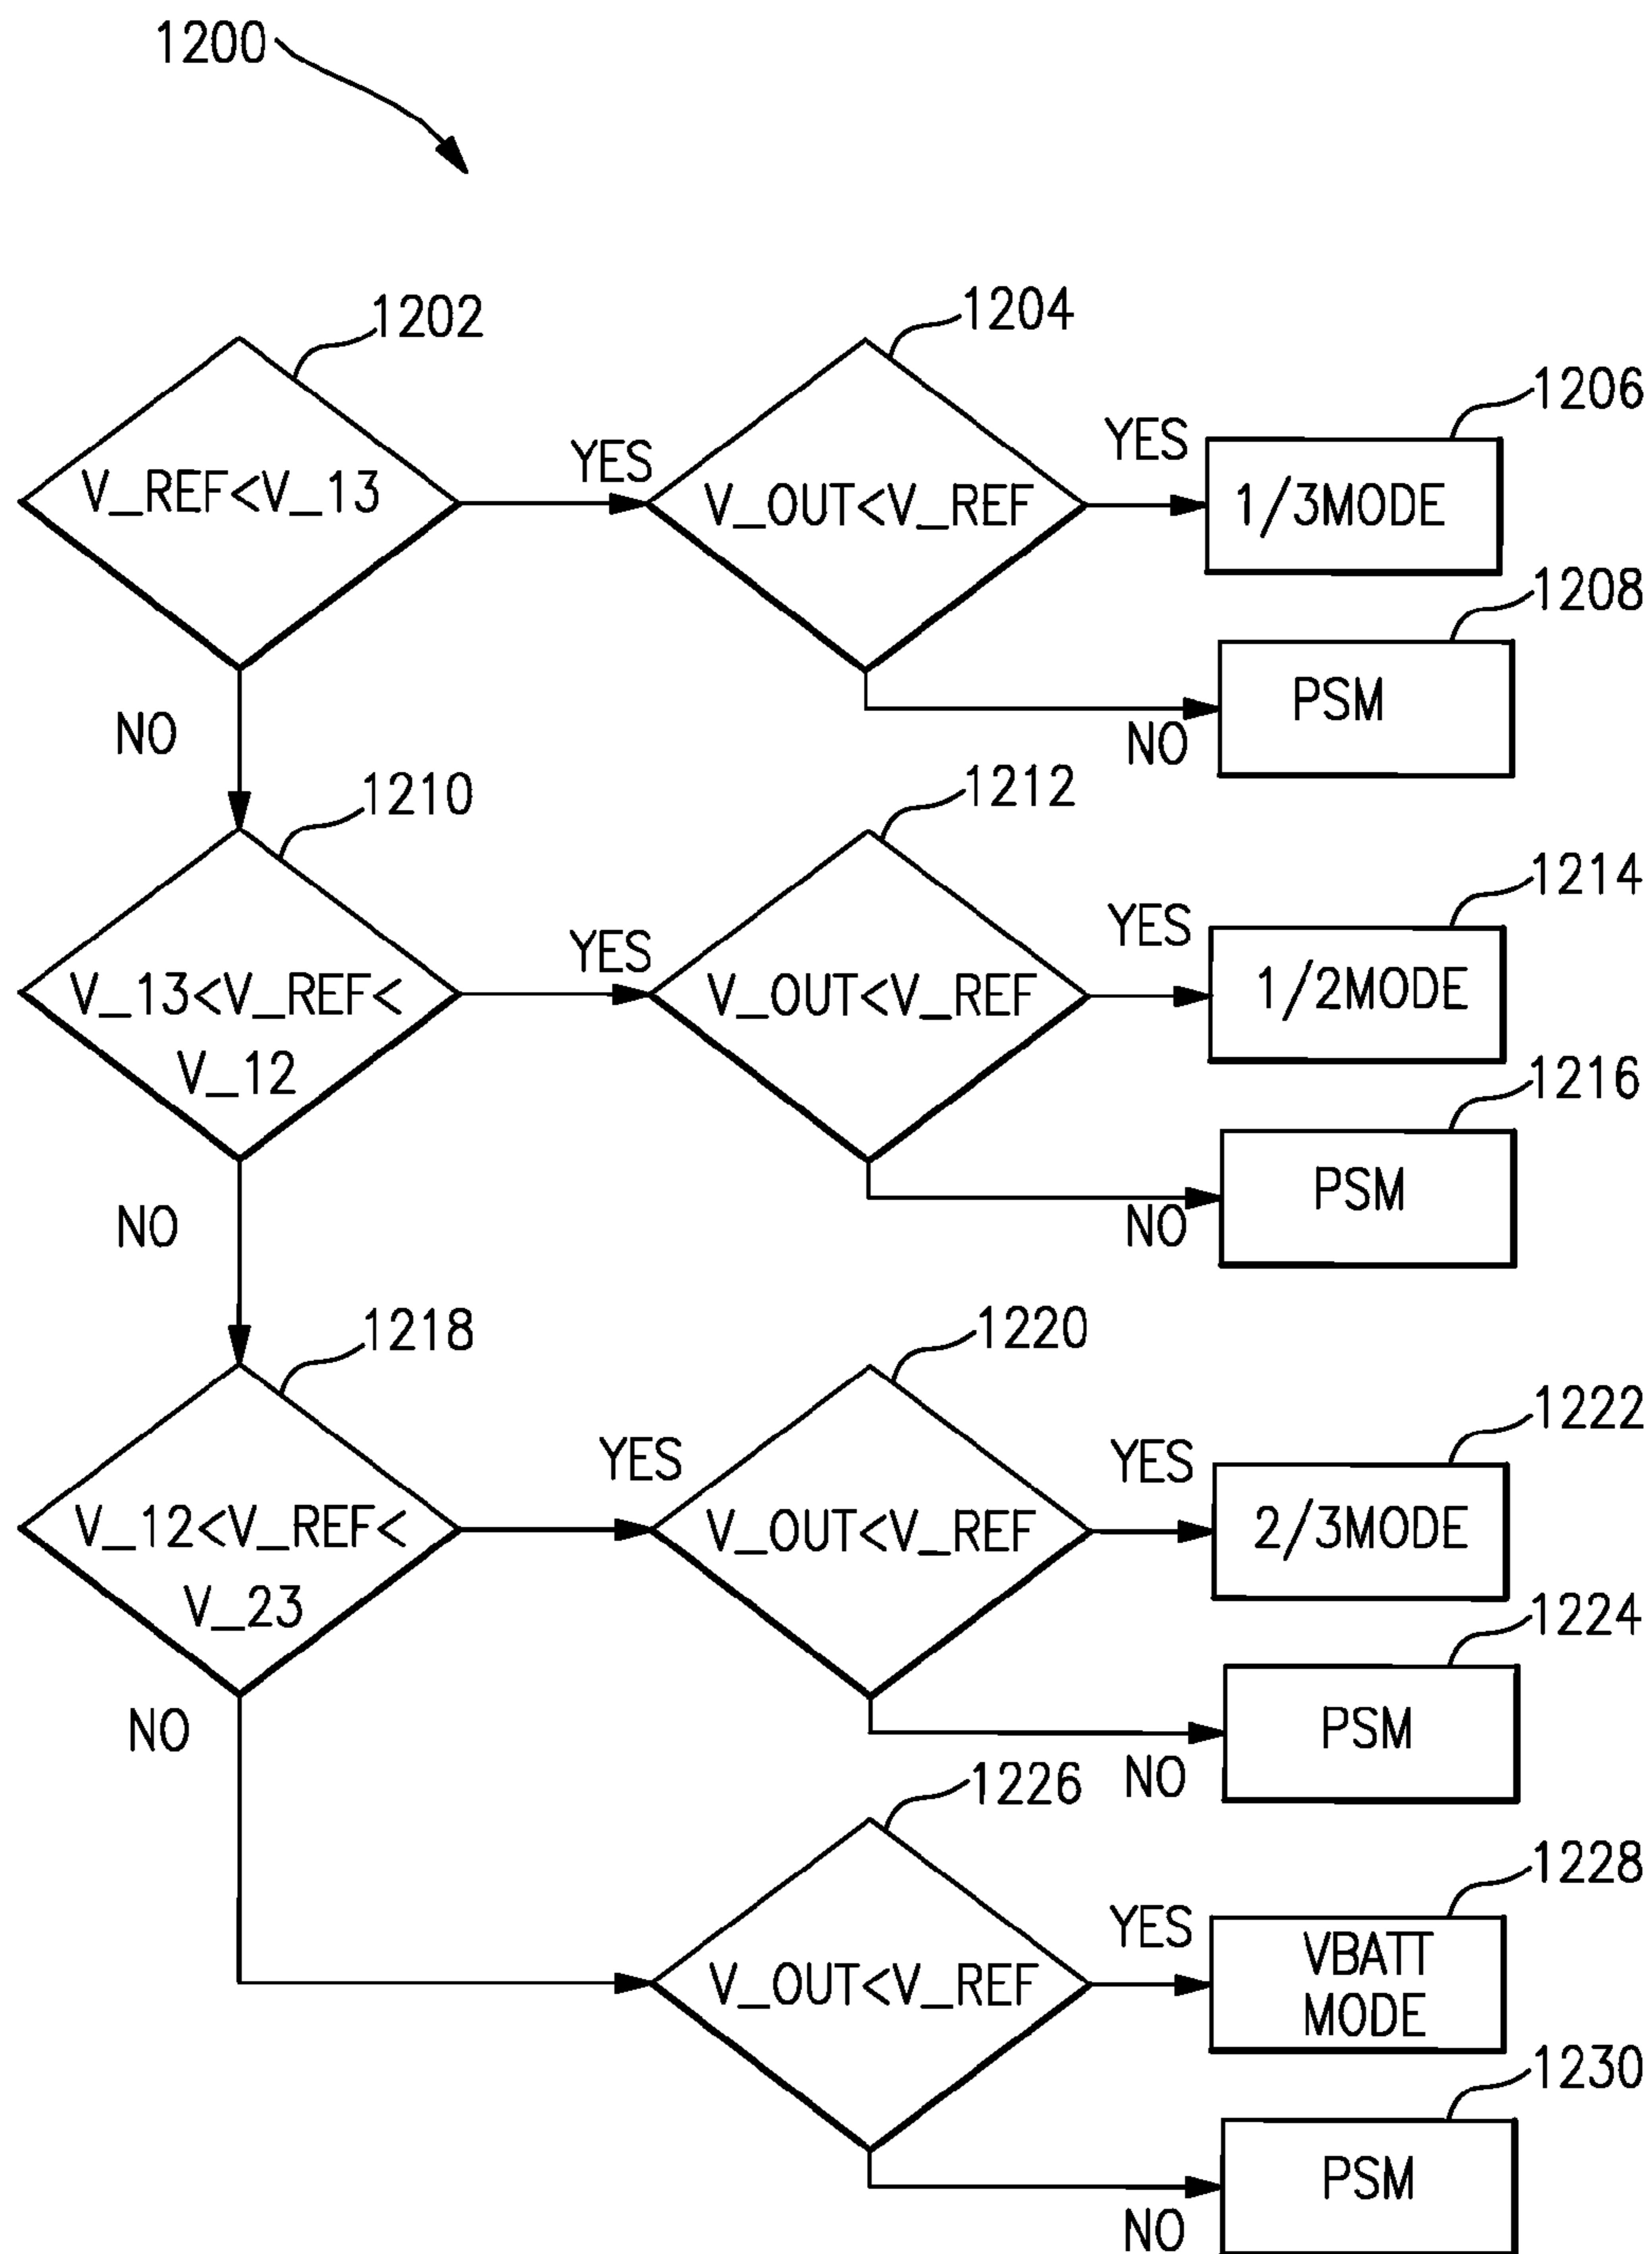 1200
1202
1204
1206
V_REF<V_13
YES
V_OUT<V_REF
YES
1/3MODE
1208
PSM
NO
NO
1210
1212
1214
V_13<V_REF<
V_12
YES
V_OUT<V_REF
YES
1/2MODE
1216
PSM
NO
NO
1218
1220
1222
V_12<V_REF<
V_23
YES
V_OUT<V_REF
YES
2/3MODE
1224
PSM
NO
NO
1226
1228
V_OUT<V_REF
YES
VBATT
MODE
1230
PSM
NO